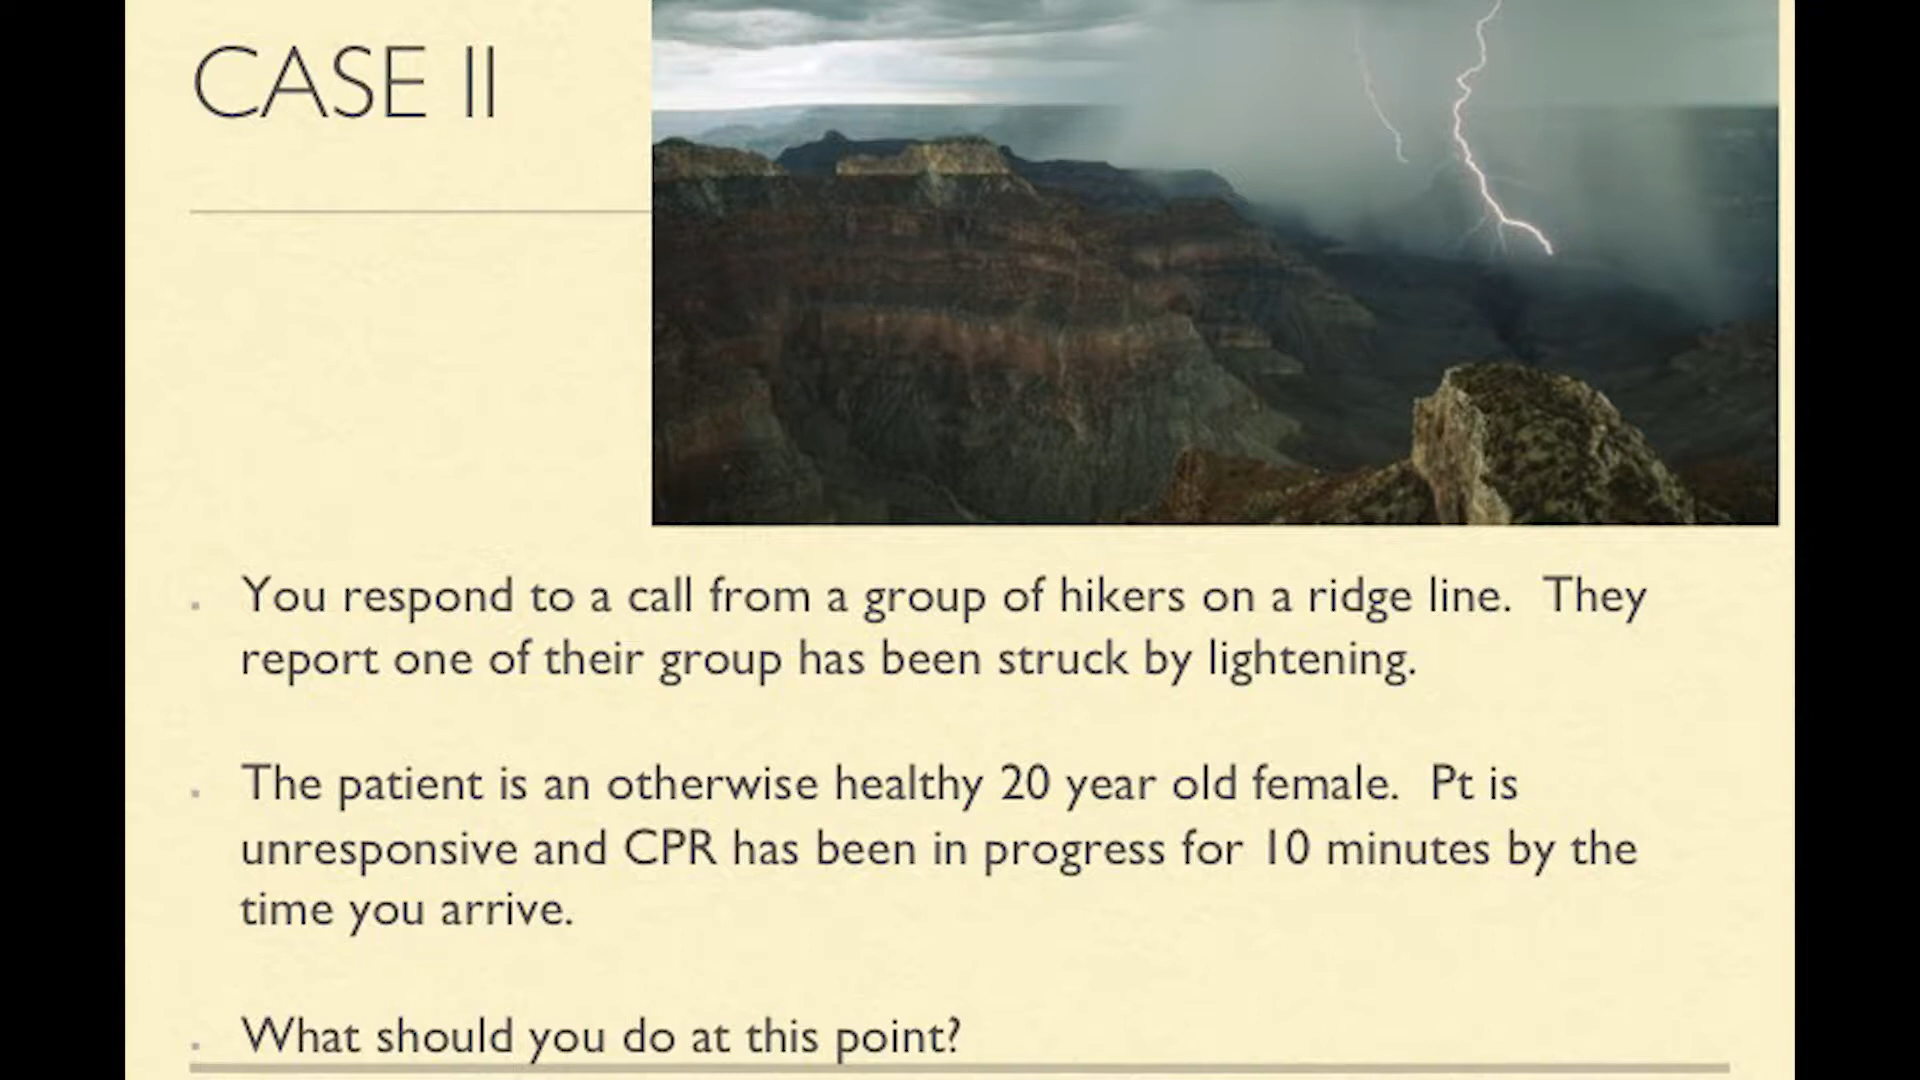 CASE II
You respond to a call from a group of hikers on a ridge line. They
report one of their group has been struck by lightening.
The patient is an otherwise healthy 20 year old female. Pt is
unresponsive and CPR has been in progress for 10 minutes by the
time you arrive.
What should you do at this point?